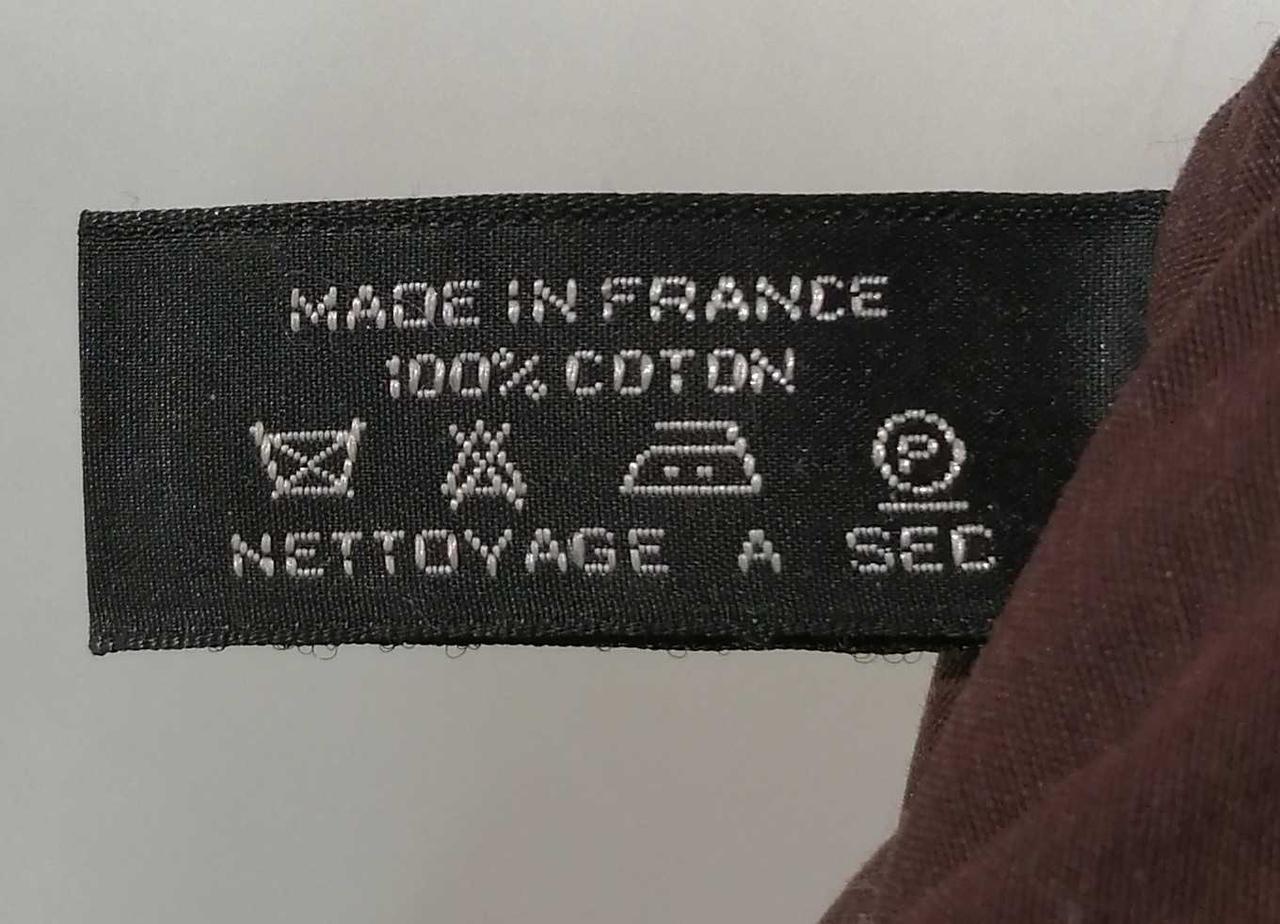 MADE IN FRANCE
100% COTON
P
NETTOYAGE A SEC